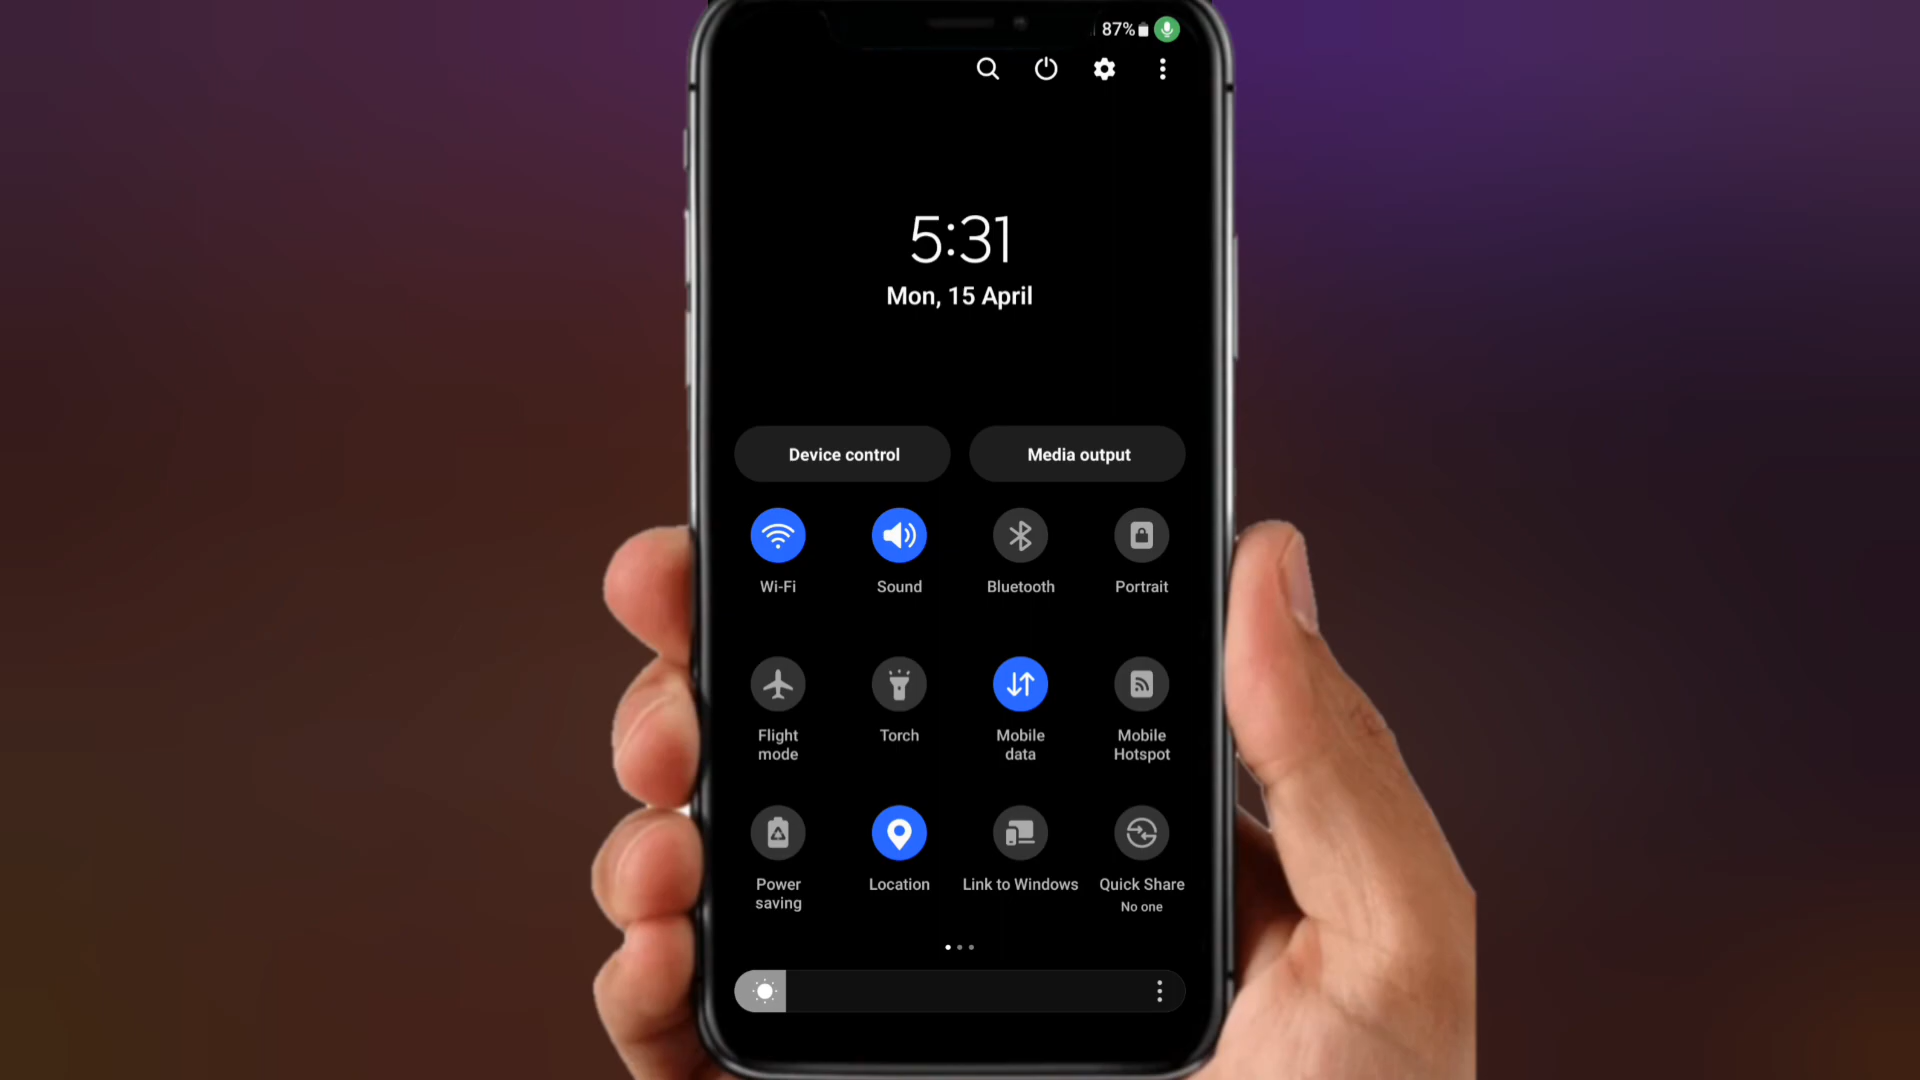 87%
5:31
Mon, 15 April
Device control
Media output
Wi-Fi
Sound
Bluetooth
Portrait
Flight
mode
Torch
Mobile
data
Mobile
Hotspot
Power
saving
Location
Link to Windows
Quick Share
No one